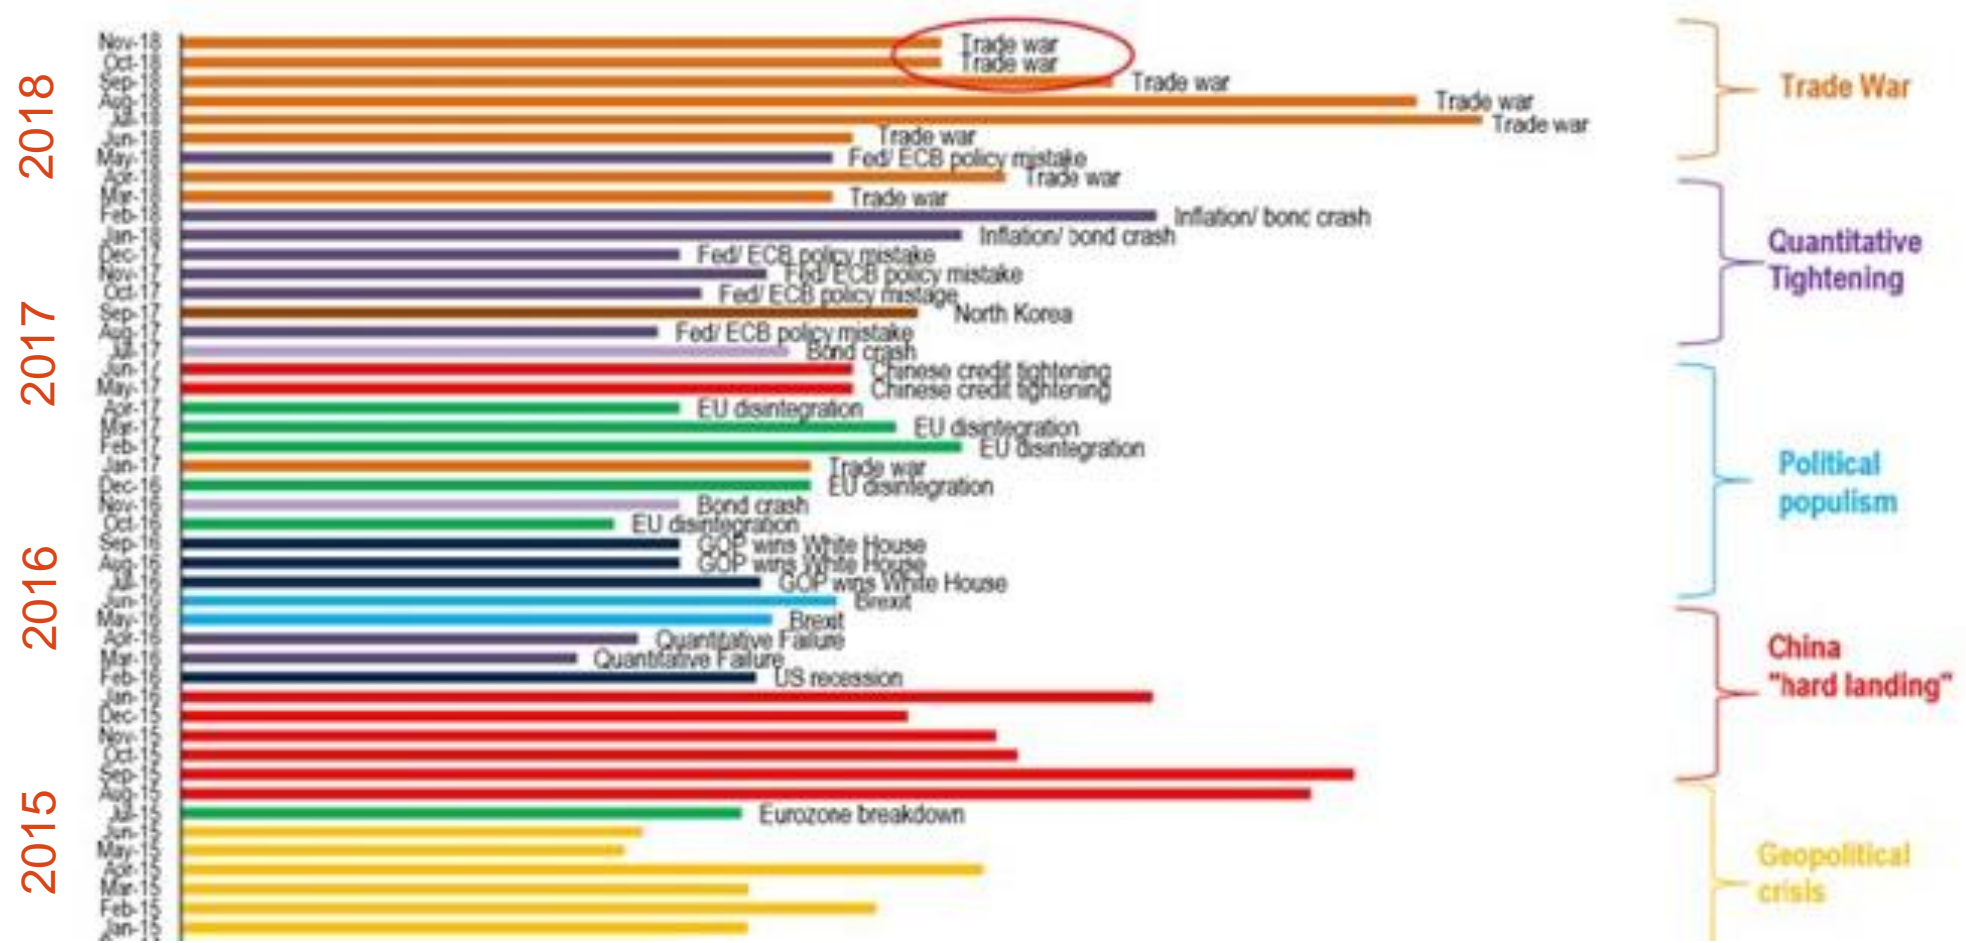 2018
Nov-18 Trade war
Oct-18 Trade war
Sep-18 Trade war
Aug-18 Trade war
Jul-18 Trade war
Jun-18 Trade war
May-18 Fed/ ECB policy mistake
Apr-18 Trade war
Mar-18 Trade war
Feb-18 Inflation/ bond crash
Jan-18 Inflation/ bond crash
Trade War
2017
Dec-17 Fed/ ECB policy mistake
Nov-17 Fed/ ECB policy mistake
Oct-17 Fed/ ECB policy mistage
Sep-17 North Korea
Aug-17 Fed/ ECB policy mistake
Jul-17 Bond crash
Jun-17 Chinese credit tightening
May-17 Chinese credit tightening
Apr-17 EU disintegration
Mar-17 EU disintegration
Feb-17 EU disintegration
Jan-17 Trade war
Quantitative
Tightening
2016
Dec-16 EU disintegration
Nov-16 Bond crash
Oct-16 EU disintegration
Sep-16 GOP wins White House
Aug-16 GOP wins White House
Jul-16 GOP wins White House
Jun-16 Brexit
May-16 Brexit
Apr-16 Quantitative Failure
Mar-16 Quantitative Failure
Feb-16 US recession
Jan-16
Political
populism
2015
Dec-15
Nov-15
Oct-15
Sep-15
Aug-15
Jul-15 Eurozone breakdown
Jun-15
May-15
Apr-15
Mar-15
Feb-15
Jan-15
China
"hard landing"
Geopolitical
crisis